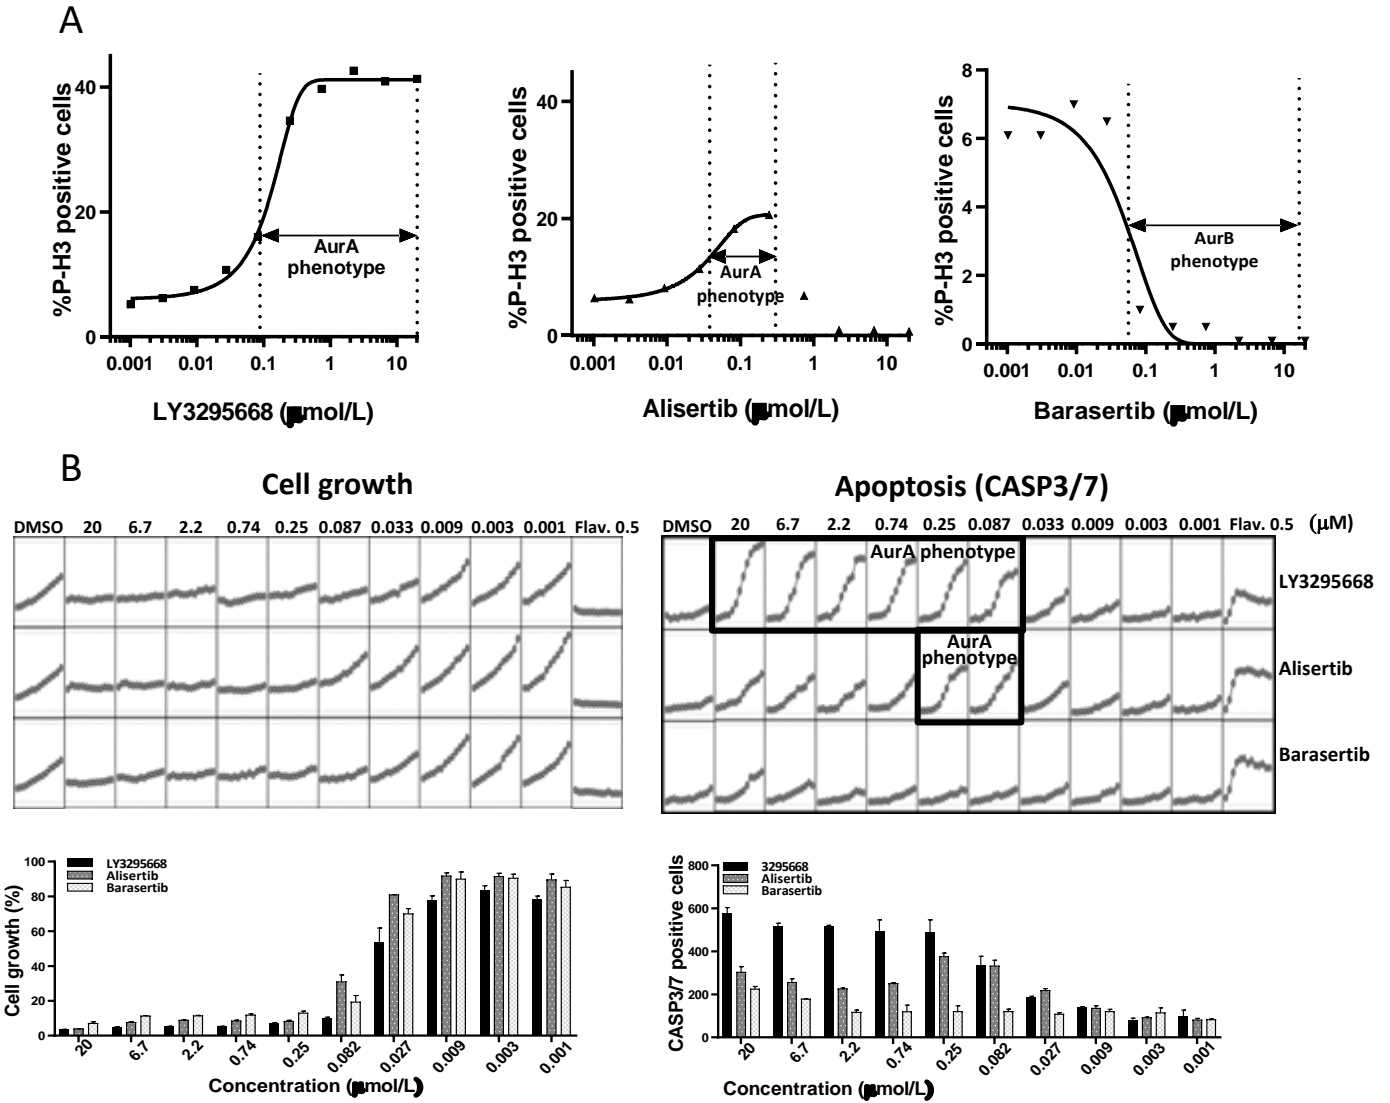 A
%P-H3 positive cells
40
20
0
AurA
phenotype
0.001 0.01 0.1 1 10
LY3295668 (μmol/L)
%P-H3 positive cells
40
20
0
AurA
phenotype
0.001 0.01 0.1 1 10
Alisertib (μmol/L)
%P-H3 positive cells
8
6
4
2
0
AurB
phenotype
0.001 0.01 0.1 1 10
Barasertib (μmol/L)
B
Cell growth
DMSO 20 6.7 2.2 0.74 0.25 0.087 0.033 0.009 0.003 0.001 Flav. 0.5
Apoptosis (CASP3/7)
DMSO 20 6.7 2.2 0.74 0.25 0.087 0.033 0.009 0.003 0.001 Flav. 0.5 (μM)
AurA phenotype
LY3295668
AurA
phenotype
Alisertib
Barasertib
Cell growth (%)
100
80
60
40
20
0
LY3295668
Alisertib
Barasertib
20 6.7 2.2 0.74 0.25 0.082 0.027 0.009 0.003 0.001
Concentration (μmol/L)
CASP3/7 positive cells
800
600
400
200
0
3295668
Alisertib
Barasertib
20 6.7 2.2 0.74 0.25 0.082 0.027 0.009 0.003 0.001
Concentration (μmol/L)